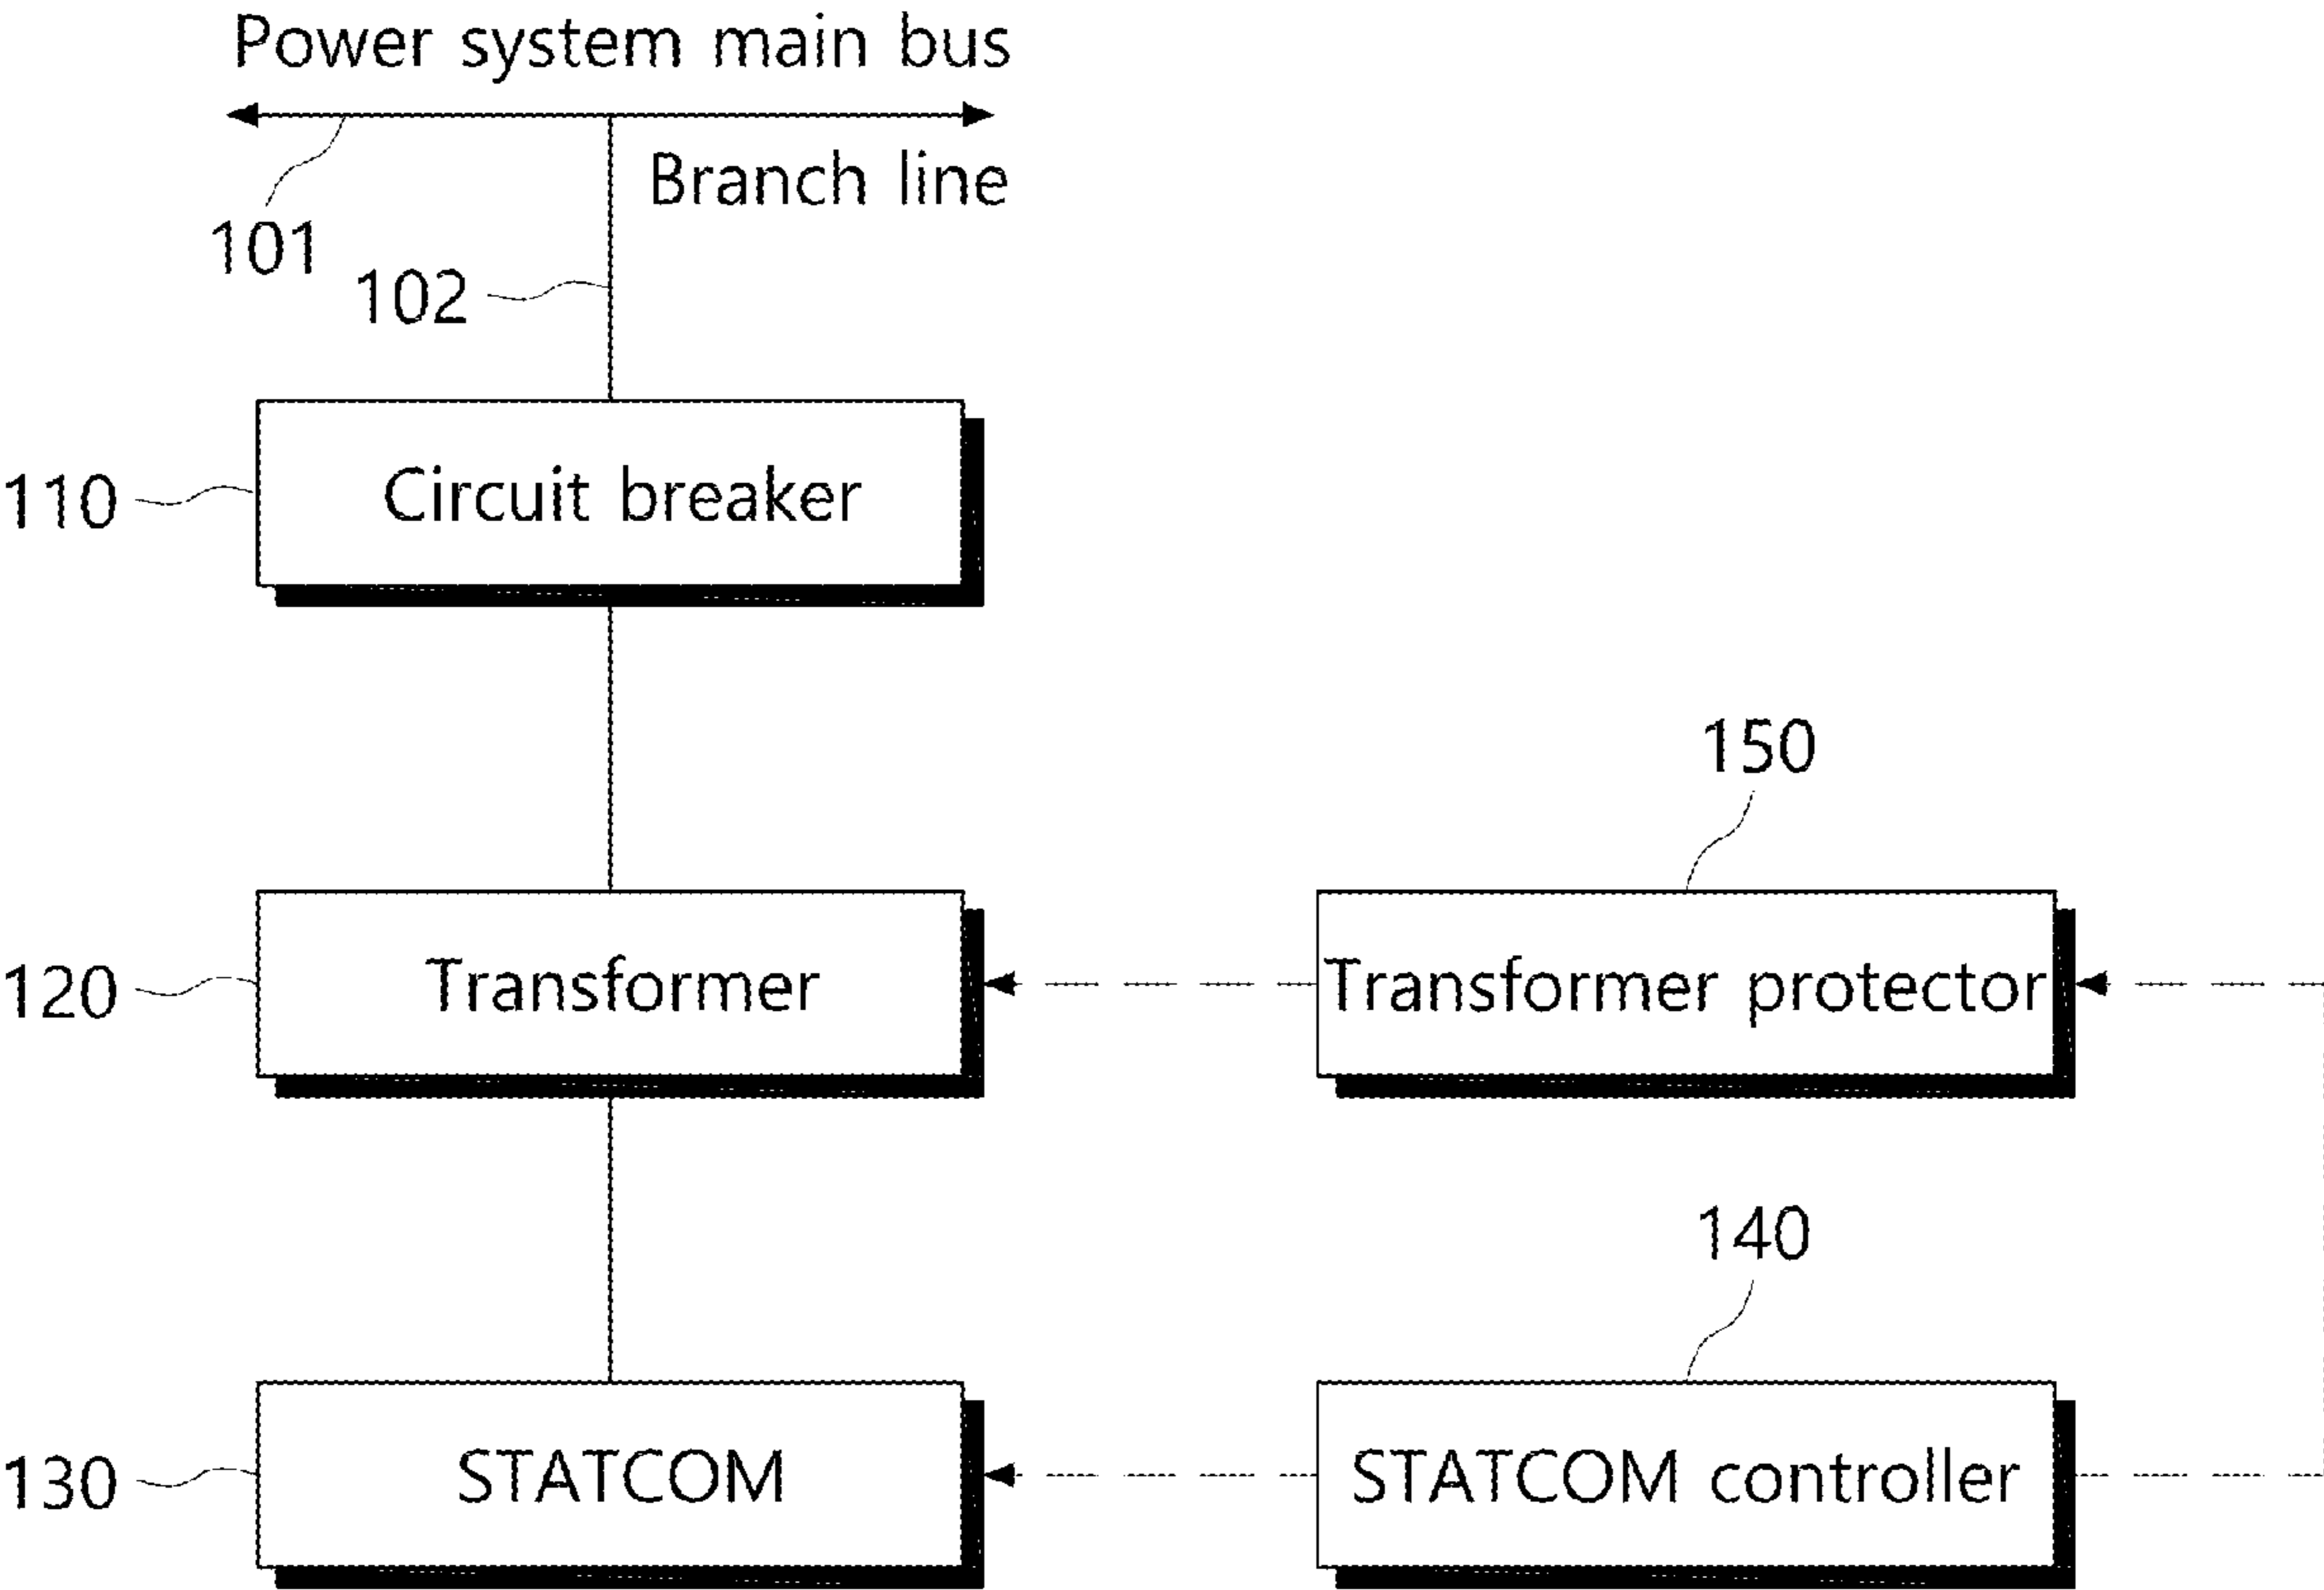 Power system main bus
Branch line
101
102
110
Circuit breaker
150
120
Transformer
Transformer protector
140
130
STATCOM
STATCOM controller